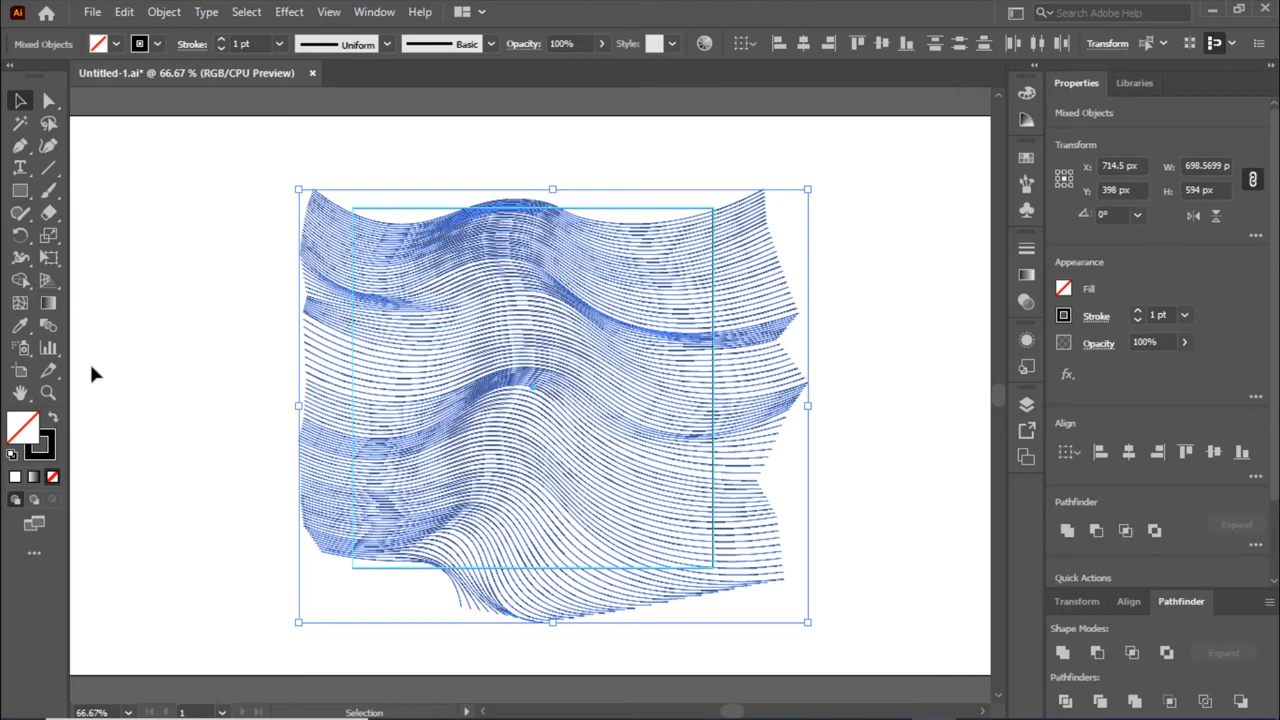 Ai File Edit Object Type Select Effect View Window Help Search Adobe Help
Mixed Objects Stroke: 1 pt Uniform Basic Opacity: 100% Style: Transform
Untitled-1.ai* @ 66.67 % (RGB/CPU Preview) ×
Properties Libraries
Mixed Objects
Transform
X: 714.5 px W: 698.5699 p
Y: 398 px H: 594 px
0°
Appearance
Fill
Stroke 1 pt
Opacity 100%
fx.
Align
Pathfinder
Expand
Quick Actions
Transform Align Pathfinder
Shape Modes:
Expand
Pathfinders:
66.67% 1 Selection